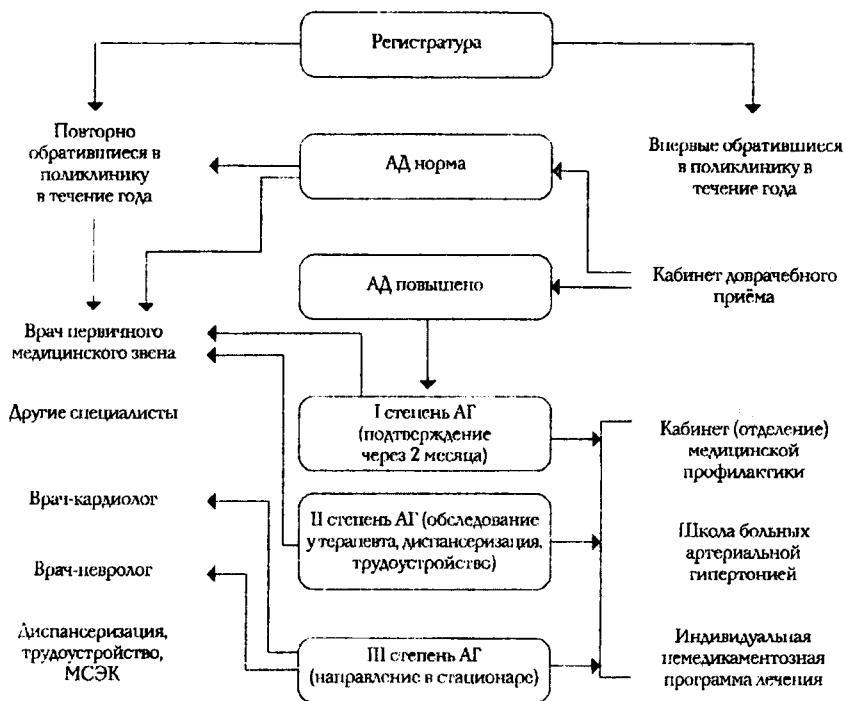 Регистратура
Повторно
обратившиеся в
поликлинику
в течение года
АД норма
Впервые обратившиеся
в поликлинику в
течение года
АД повышено
Кабинет доврачебного
приёма
Врач первичного
медицинского звена
Другие специалисты
I степень АГ
(подтверждение
через 2 месяца)
Кабинет (отделение)
медицинской
профилактики
Врач-кардиолог
II степень АГ (обследование
у терапевта, диспансеризация,
трудоустройство)
Школа больных
артериальной
гипертонией
Врач-невролог
Диспансеризация,
трудоустройство,
МСЭК
III степень АГ
(направление в стационаре)
Индивидуальная
немедикаментозная
программа лечения